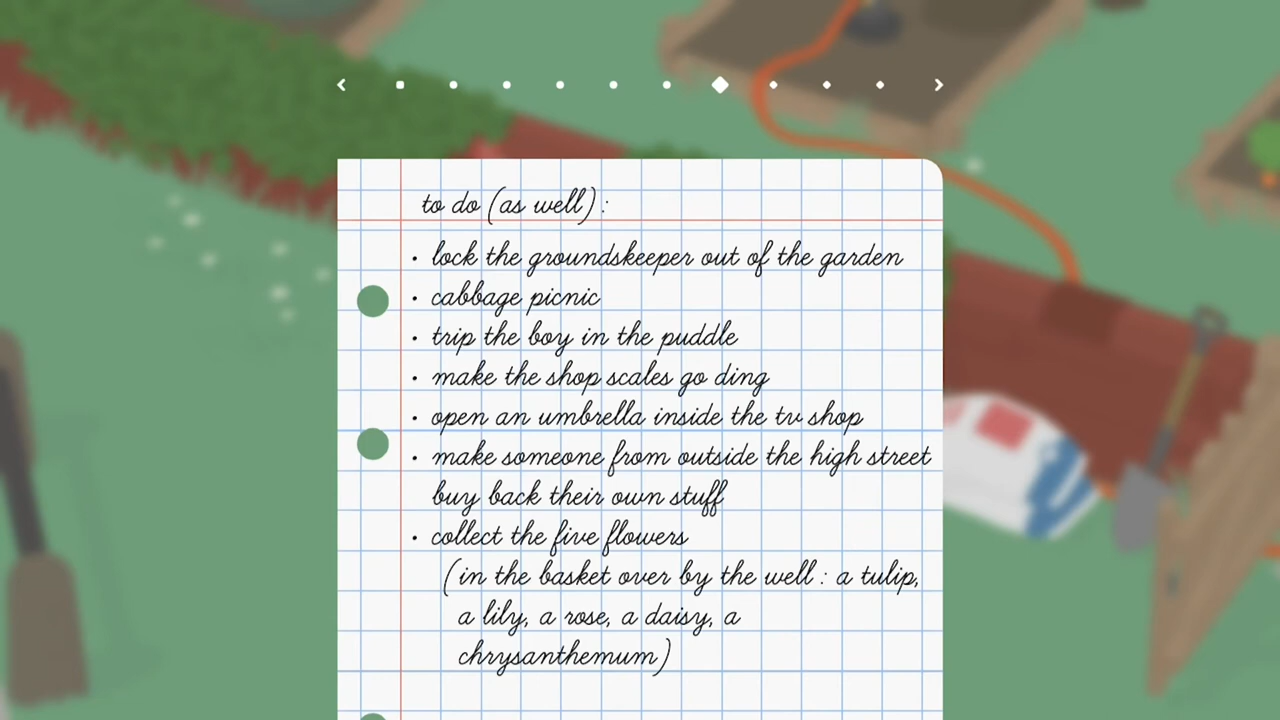 to do (as well):
• lock the groundskeeper out of the garden
• cabbage picnic
• trip the boy in the puddle
• make the shop scales go ding
• open an umbrella inside the tv shop
• make someone from outside the high street
buy back their own stuff
• collect the five flowers
(in the basket over by the well: a tulip,
a lily, a rose, a daisy, a
chrysanthemum)